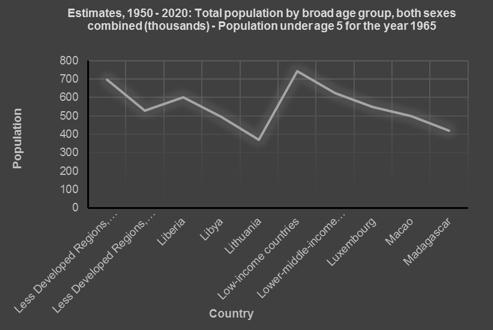 Estimates, 1950 - 2020: Total population by broad age group, both sexes
combined (thousands) - Population under age 5 for the year 1965
800
700
600
500
400
300
200
100
0
Population
Less Developed Regions,...
Less Developed Regions,...
Liberia
Libya
Lithuania
Low-income countries
Lower-middle-income...
Luxembourg
Macao
Madagascar
Country